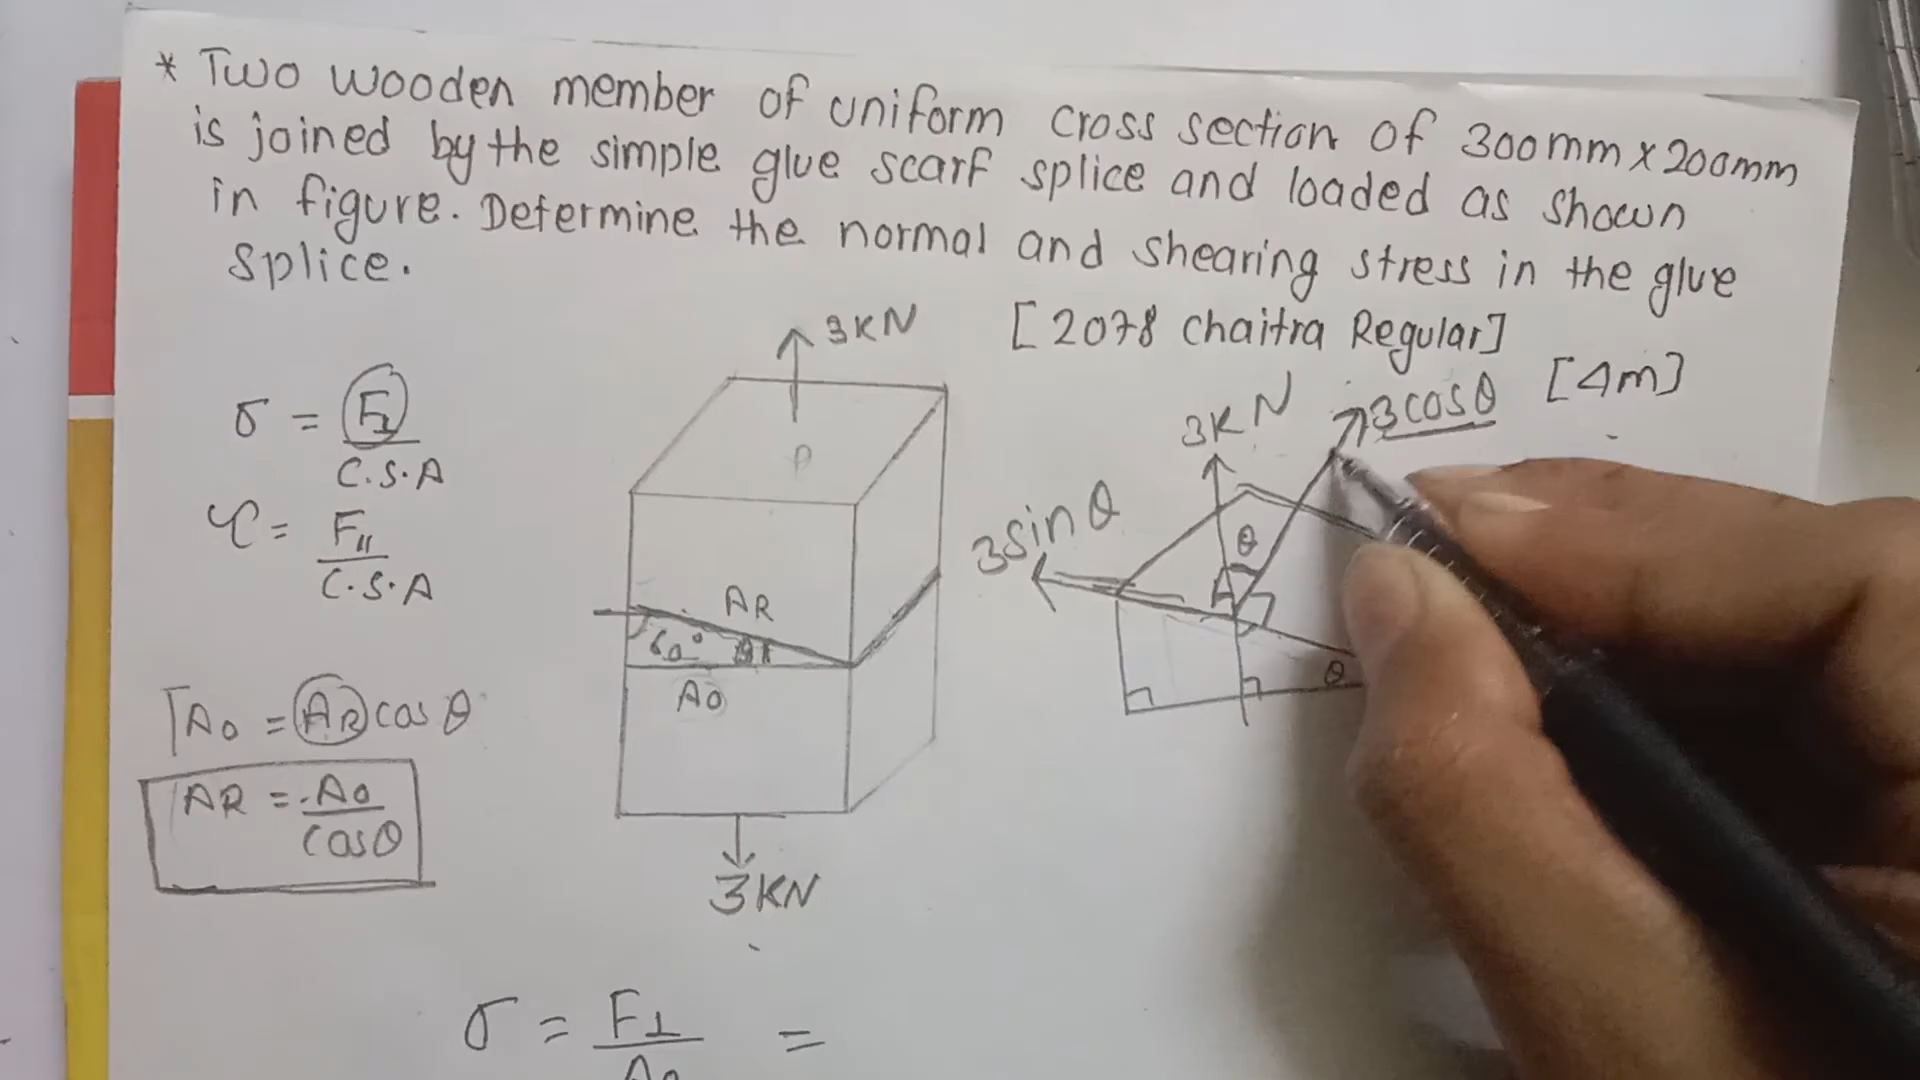 * Two wooden member of uniform cross section of 300mm x 200mm
is joined by the simple glue scarf splice and loaded as shown
in figure. Determine the normal and shearing stress in the glue
splice.
[2078 Chaitra Regular]
[4m]
σ = F⊥ / C.S.A
τ = F॥ / C.S.A
A0 = AR cos θ
AR = A0 / cosθ
3KN
P
AR
60° θ
A0
3KN
3KN
3cosθ
3sinθ
θ
θ
σ = F⊥ / =